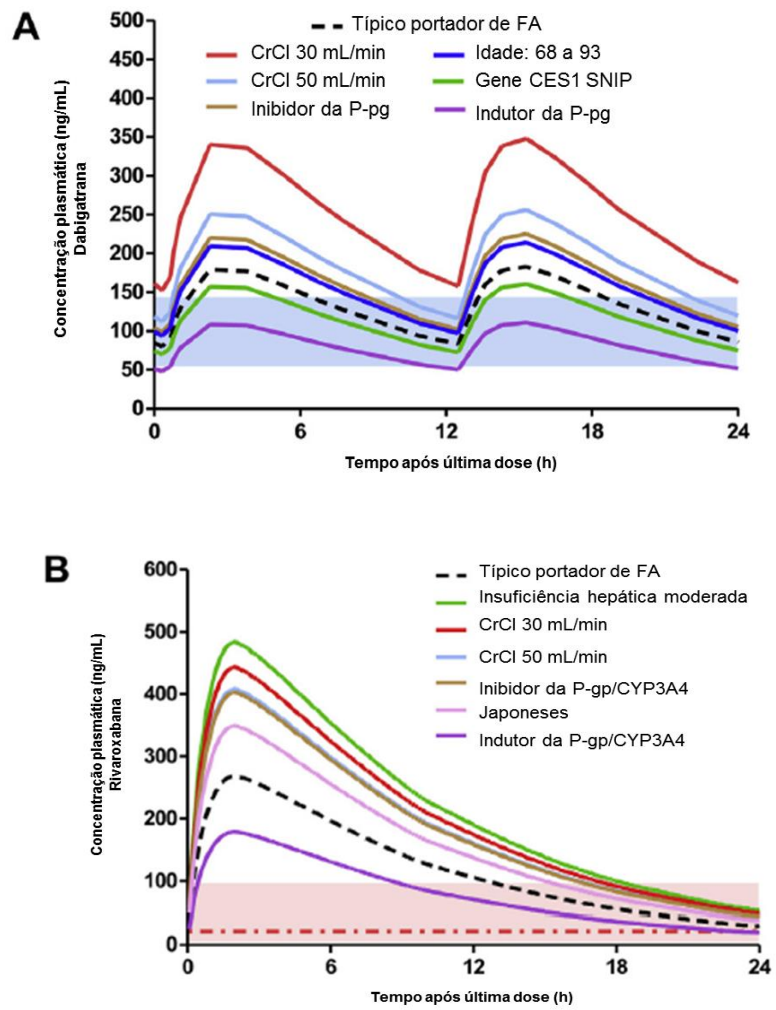 A
Típico portador de FA
CrCl 30 mL/min
Idade: 68 a 93
CrCl 50 mL/min
Gene CES1 SNIP
Inibidor da P-pg
Indutor da P-pg
Concentração plasmática (ng/mL)
Dabigatrana
500
450
400
350
300
250
200
150
100
50
0
0 6 12 18 24
Tempo após última dose (h)
B
Típico portador de FA
Insuficiência hepática moderada
CrCl 30 mL/min
CrCl 50 mL/min
Inibidor da P-gp/CYP3A4
Japoneses
Indutor da P-gp/CYP3A4
Concentração plasmática (ng/mL)
Rivaroxabana
600
500
400
300
200
100
0
0 6 12 18 24
Tempo após última dose (h)